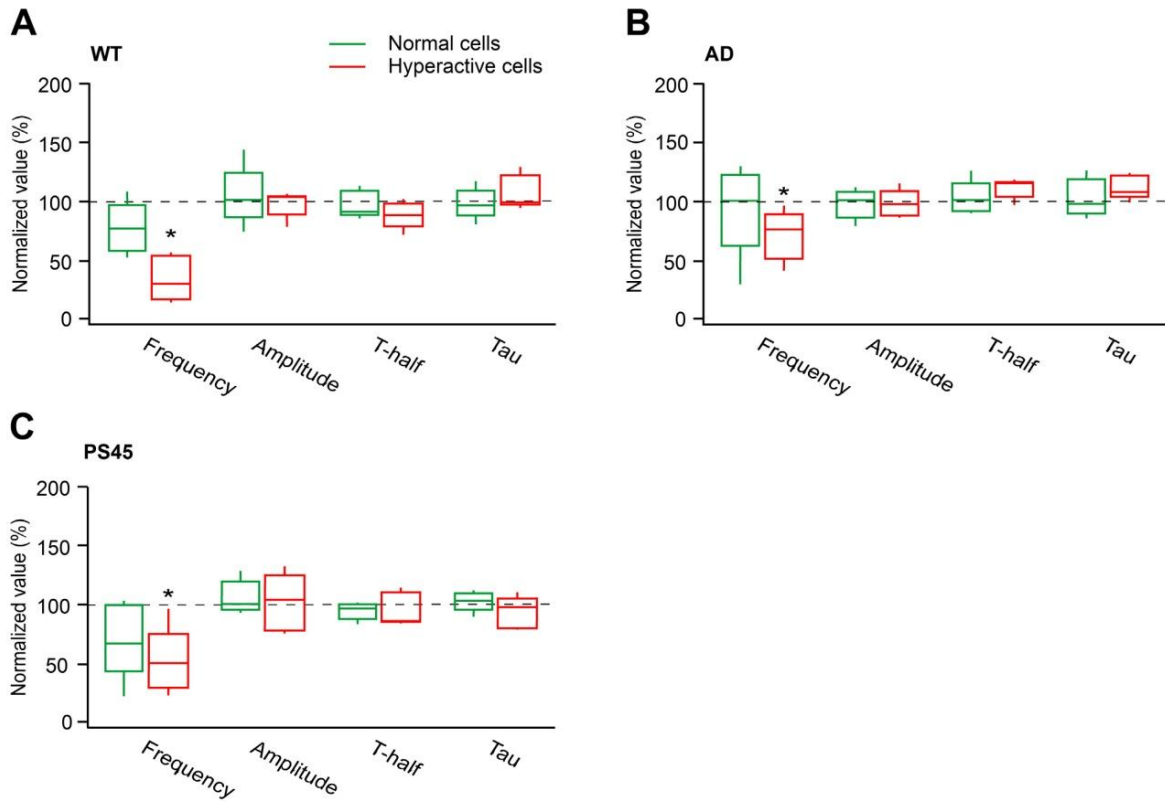 A
WT
Normal cells
Hyperactive cells
Normalized value (%)
200
150
100
50
0
*
Frequency
Amplitude
T-half
Tau
B
AD
Normalized value (%)
200
150
100
50
0
*
Frequency
Amplitude
T-half
Tau
C
PS45
Normalized value (%)
200
150
100
50
0
*
Frequency
Amplitude
T-half
Tau